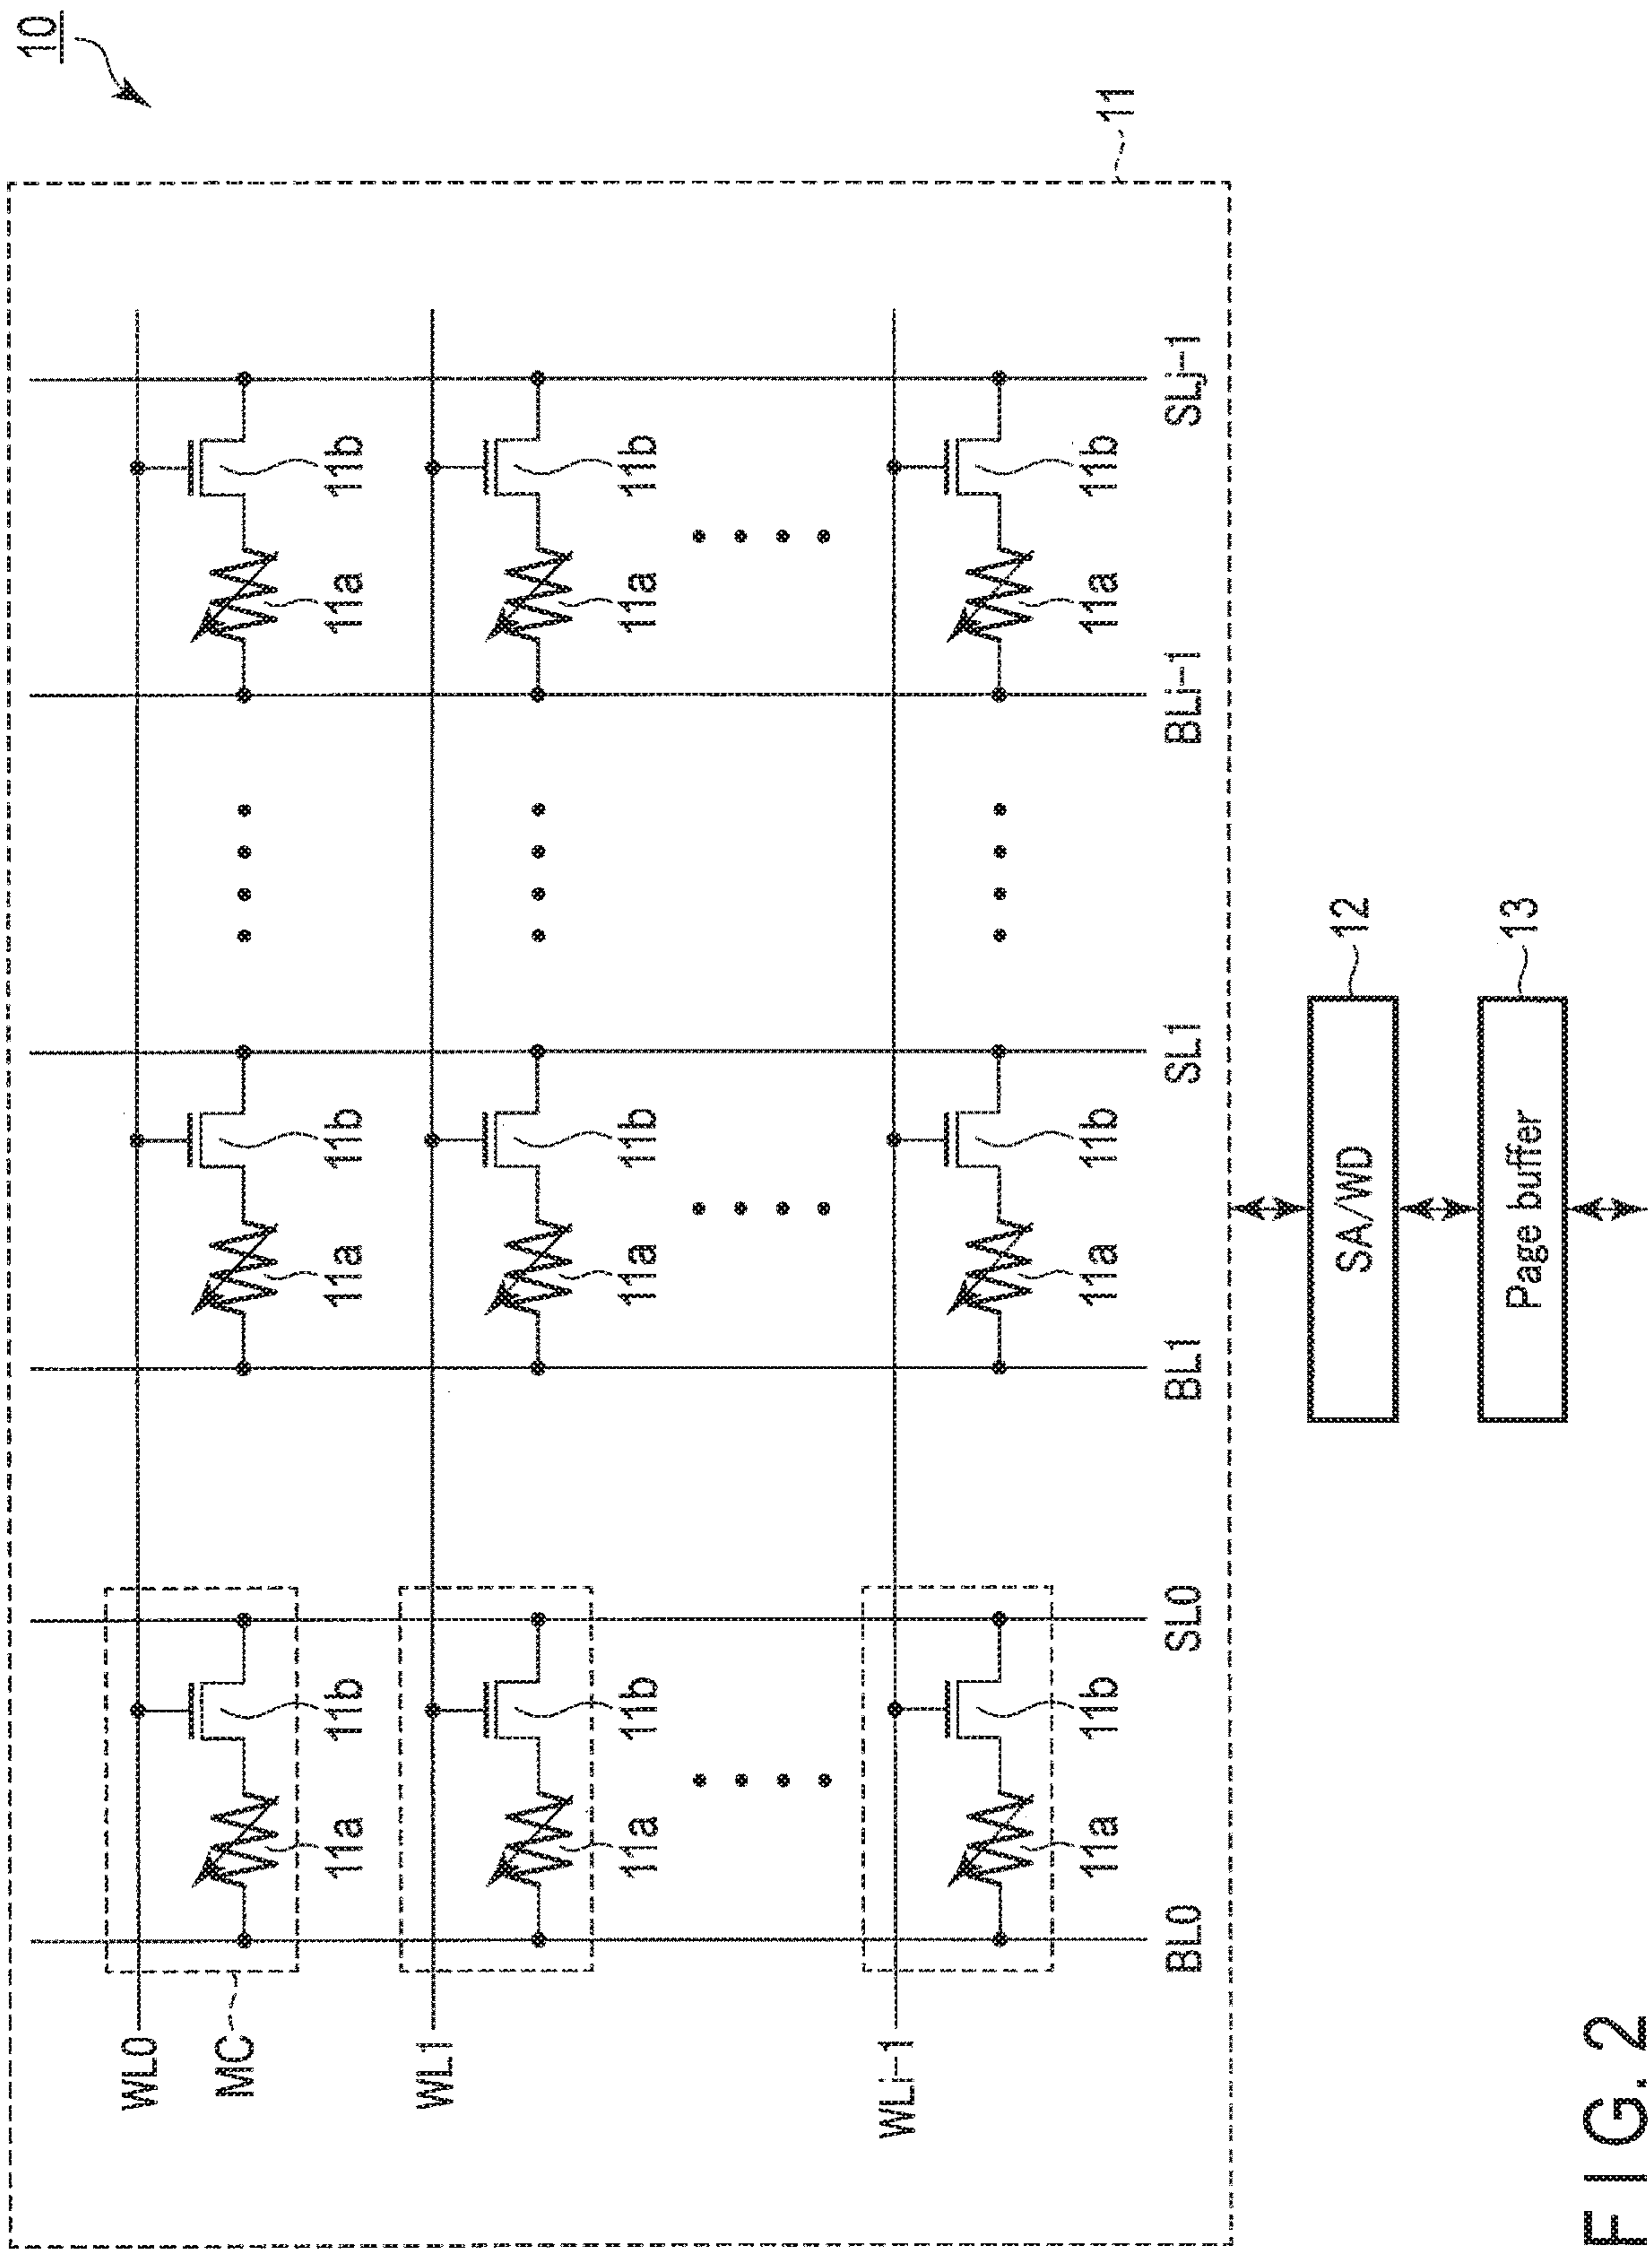 10
11
WL0
MC
11a 11b 11a 11b 11a 11b
WL1
11a 11b 11a 11b 11a 11b
WLi-1
11a 11b 11a 11b 11a 11b
BL0 SL0 BL1 SL1 BLj-1 SLj-1
SA/WD 12
Page buffer 13
FIG. 2